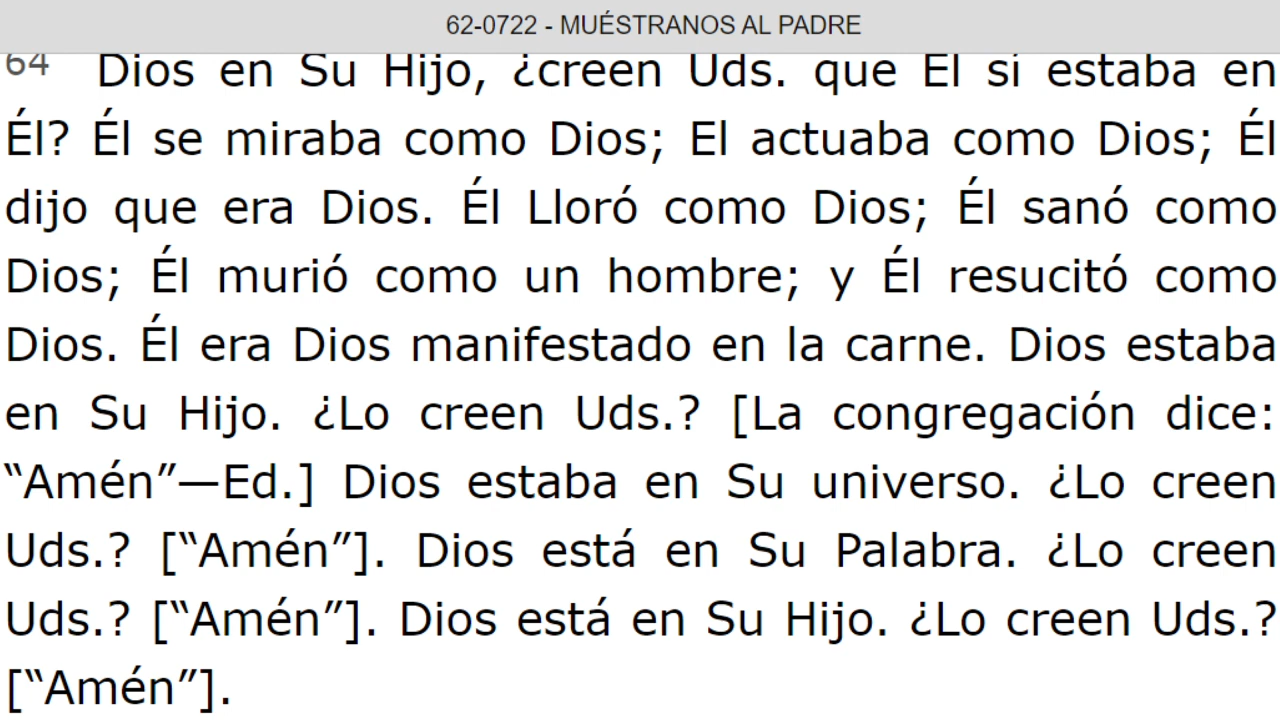 62-0722 - MUÉSTRANOS AL PADRE
64 Dios en Su Hijo, ¿creen Uds. que Él sí estaba en
Él? Él se miraba como Dios; El actuaba como Dios; Él
dijo que era Dios. Él Lloró como Dios; Él sanó como
Dios; Él murió como un hombre; y Él resucitó como
Dios. Él era Dios manifestado en la carne. Dios estaba
en Su Hijo. ¿Lo creen Uds.? [La congregación dice:
“Amén”—Ed.] Dios estaba en Su universo. ¿Lo creen
Uds.? [“Amén”]. Dios está en Su Palabra. ¿Lo creen
Uds.? [“Amén”]. Dios está en Su Hijo. ¿Lo creen Uds.?
[“Amén”].